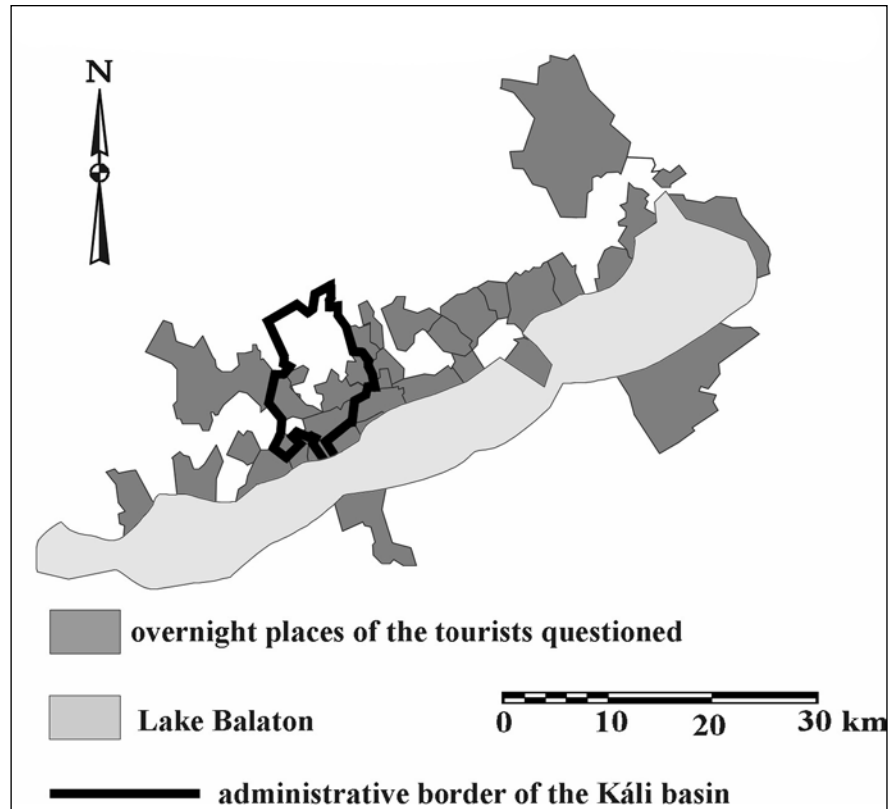 N
overnight places of the tourists questioned
Lake Balaton
0 10 20 30 km
administrative border of the Káli basin